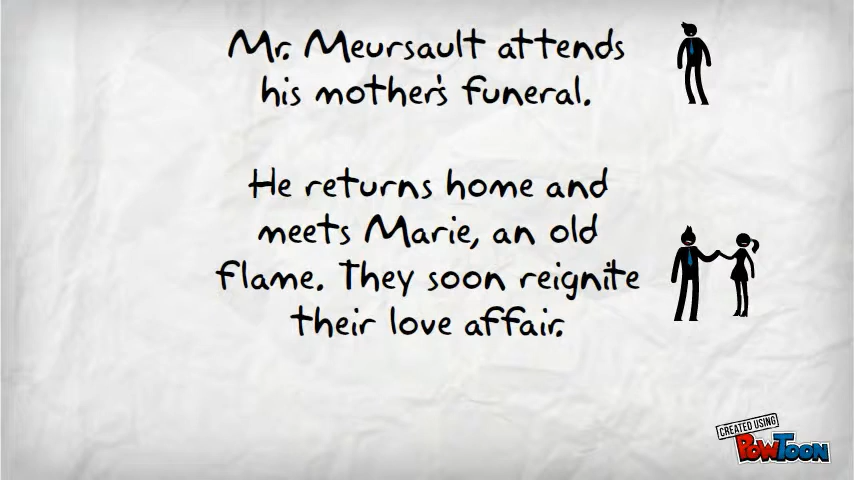 Mr. Meursault attends
his mother's funeral.
He returns home and
meets Marie, an old
flame. They soon reignite
their love affair.
CREATED USING
POWTOON